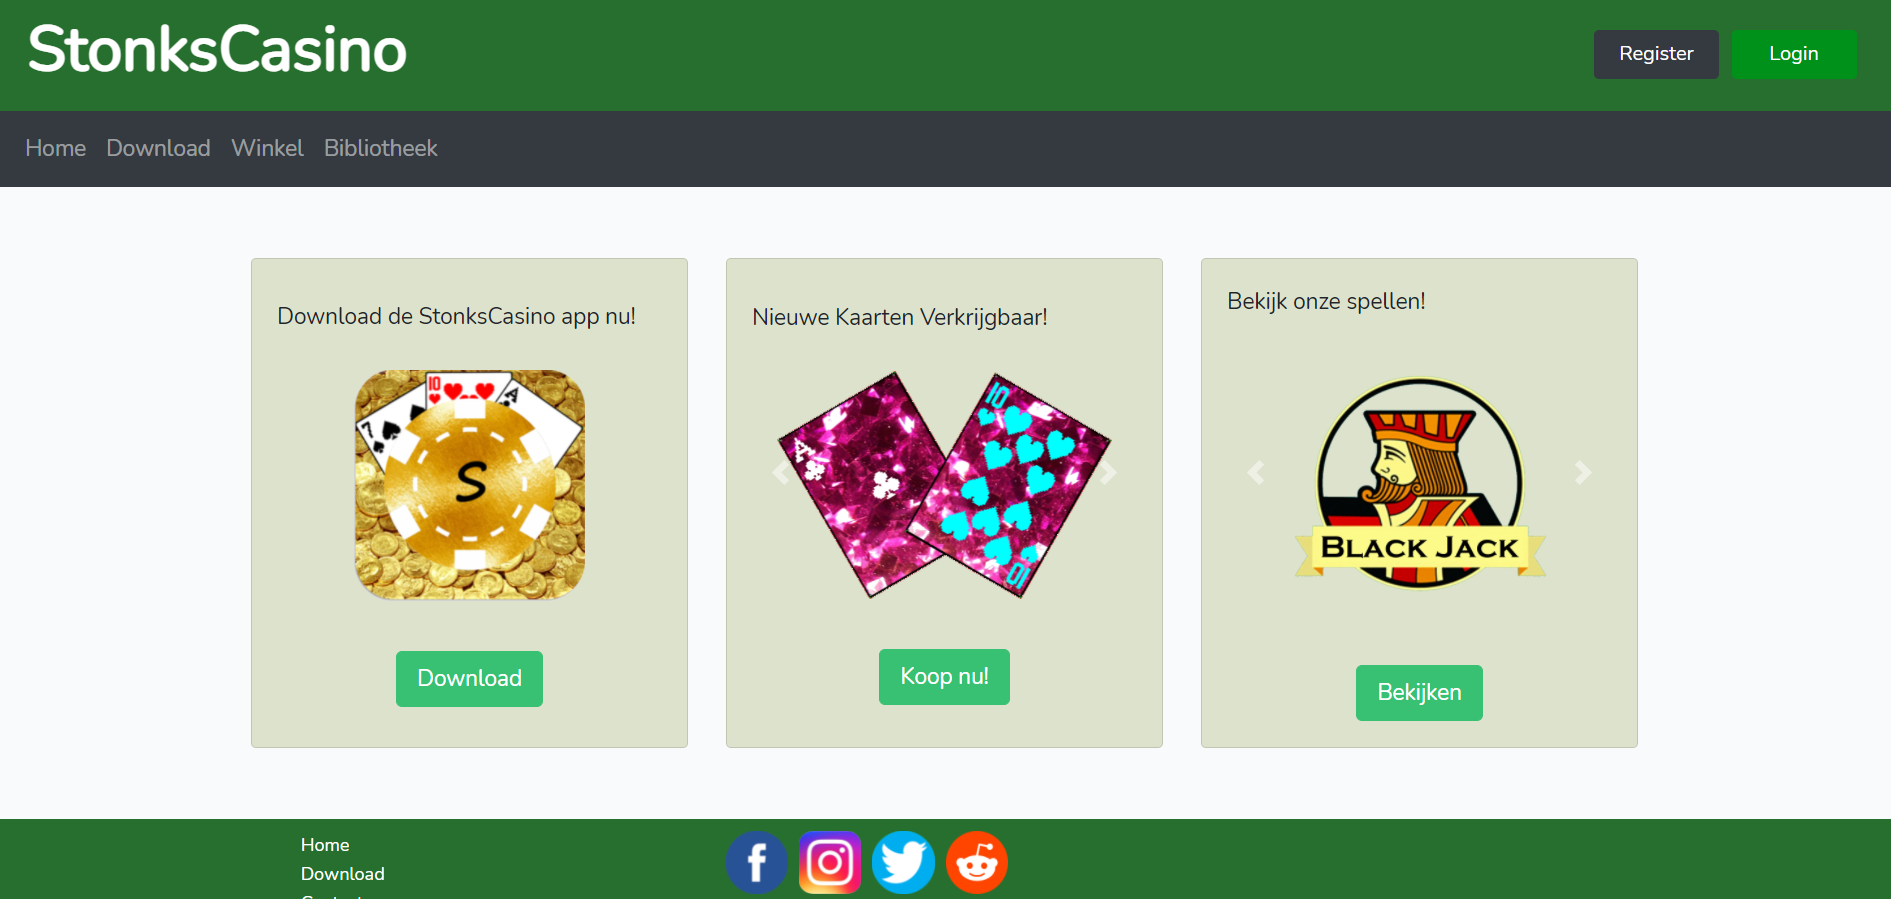 StonksCasino
Register Login
Home Download Winkel Bibliotheek
Download de StonksCasino app nu!
7 10 A
S
Download
Nieuwe Kaarten Verkrijgbaar!
A 10
10
Koop nu!
Bekijk onze spellen!
BLACK JACK
Bekijken
Home
Download